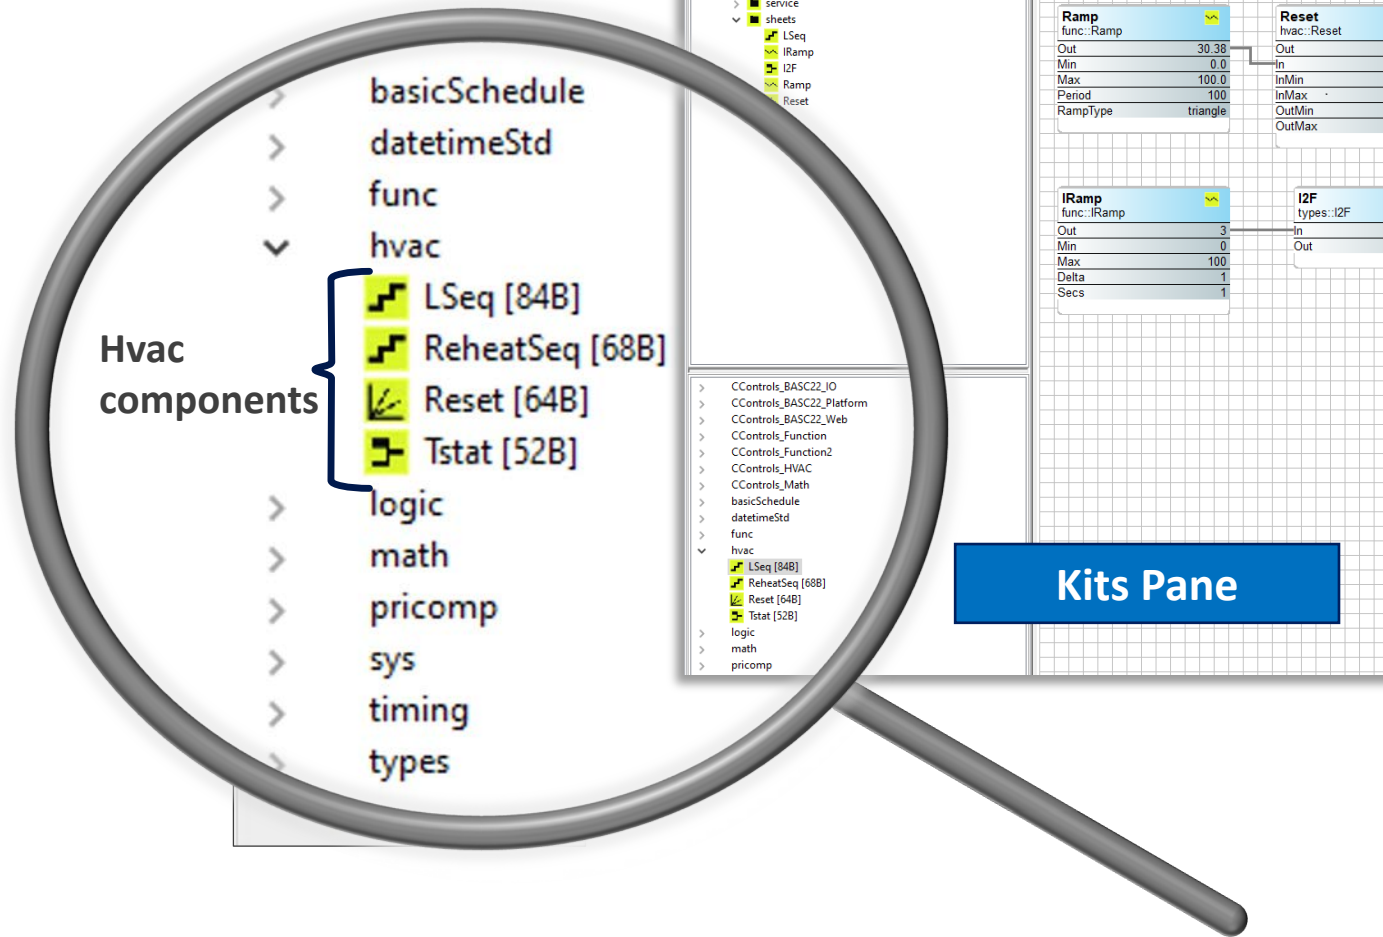 basicSchedule
datetimeStd
func
hvac
LSeq [84B]
ReheatSeq [68B]
Reset [64B]
Tstat [52B]
logic
math
pricomp
sys
timing
types
Hvac
components
service
sheets
LSeq
IRamp
I2F
Ramp
Reset
CControls_BASC22_IO
CControls_BASC22_Platform
CControls_BASC22_Web
CControls_Function
CControls_Function2
CControls_HVAC
CControls_Math
basicSchedule
datetimeStd
func
hvac
LSeq [84B]
ReheatSeq [68B]
Reset [64B]
Tstat [52B]
logic
math
pricomp
Ramp
func::Ramp
Out 30.38
Min 0.0
Max 100.0
Period 100
RampType triangle
Reset
hvac::Reset
Out
In
InMin
InMax
OutMin
OutMax
IRamp
func::IRamp
Out 3
Min 0
Max 100
Delta 1
Secs 1
I2F
types::I2F
In
Out
Kits Pane